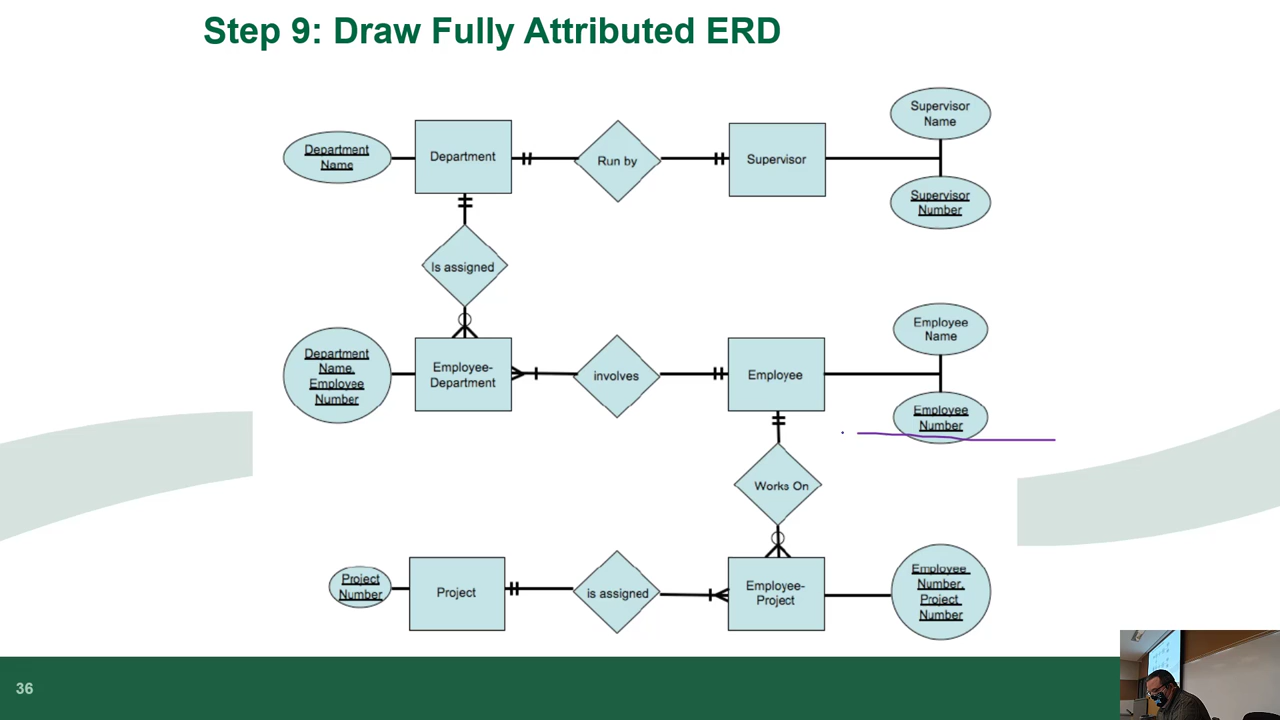 Step 9: Draw Fully Attributed ERD
Department
Name
Department
Run by
Supervisor
Supervisor
Name
Supervisor
Number
Is assigned
Department
Name,
Employee
Number
Employee-
Department
involves
Employee
Employee
Name
Employee
Number
Works On
Project
Number
Project
is assigned
Employee-
Project
Employee
Number,
Project
Number
36